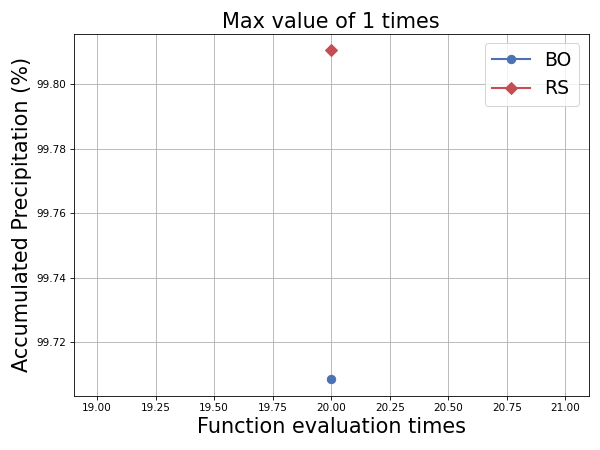 Max value of 1 times
BO
RS
Accumulated Precipitation (%)
99.80
99.78
99.76
99.74
99.72
19.00 19.25 19.50 19.75 20.00 20.25 20.50 20.75 21.00
Function evaluation times